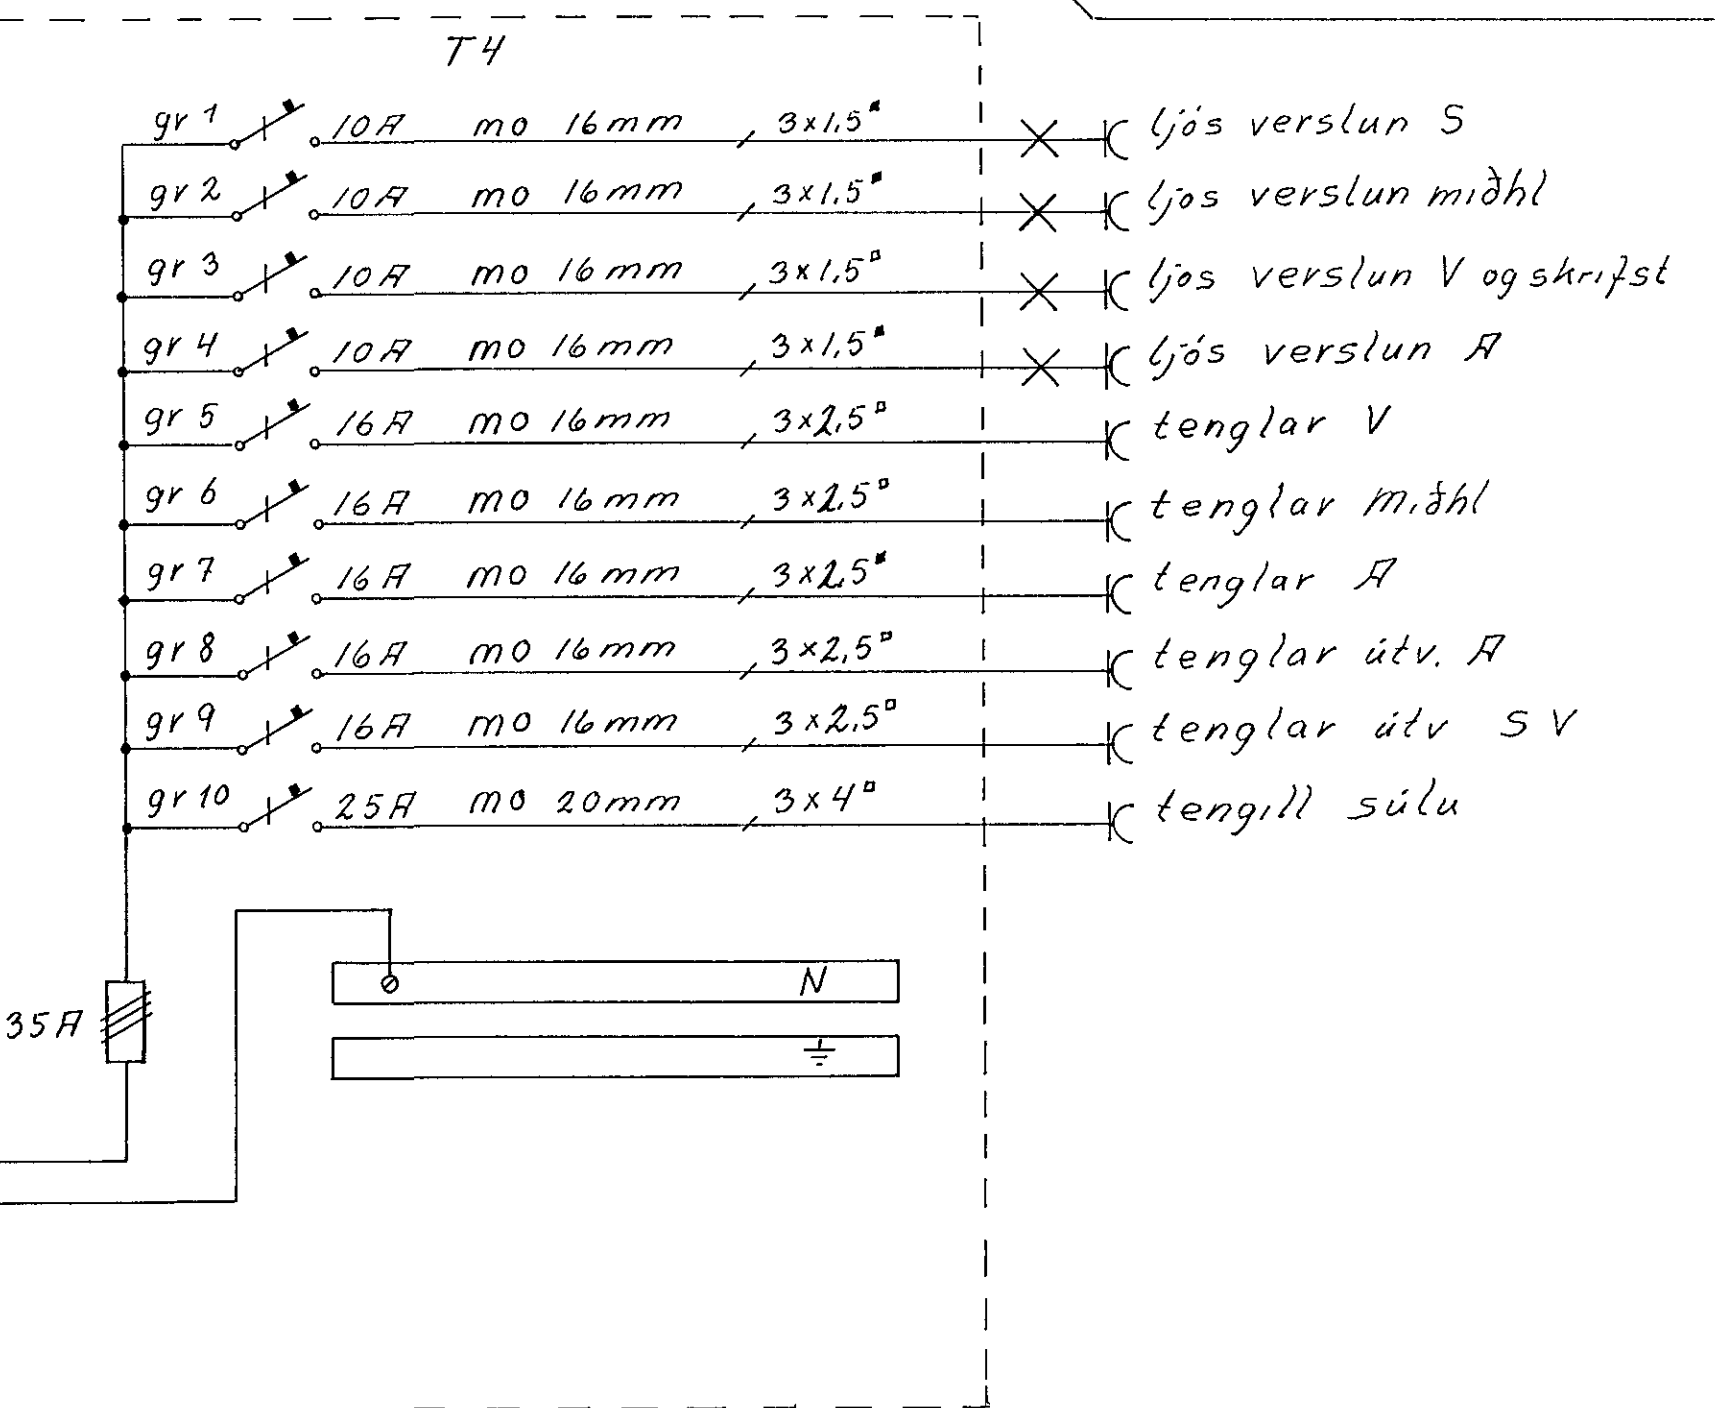 T4
gr 1 10A mo 16mm 3x1,5▫ ljós verslun S
gr 2 10A mo 16mm 3x1,5▫ ljos verslun miðhl
gr 3 10A mo 16mm 3x1,5▫ ljos verslun V og skrifst
gr 4 10A mo 16mm 3x1,5▫ ljós verslun A
gr 5 16A mo 16mm 3x2,5▫ tenglar V
gr 6 16A mo 16mm 3x2,5▫ tenglar miðhl
gr 7 16A mo 16mm 3x2,5▫ tenglar A
gr 8 16A mo 16mm 3x2,5▫ tenglar útv. A
gr 9 16A mo 16mm 3x2,5▫ tenglar útv S V
gr 10 25A mo 20mm 3x4▫ tengill súlu
N
35A